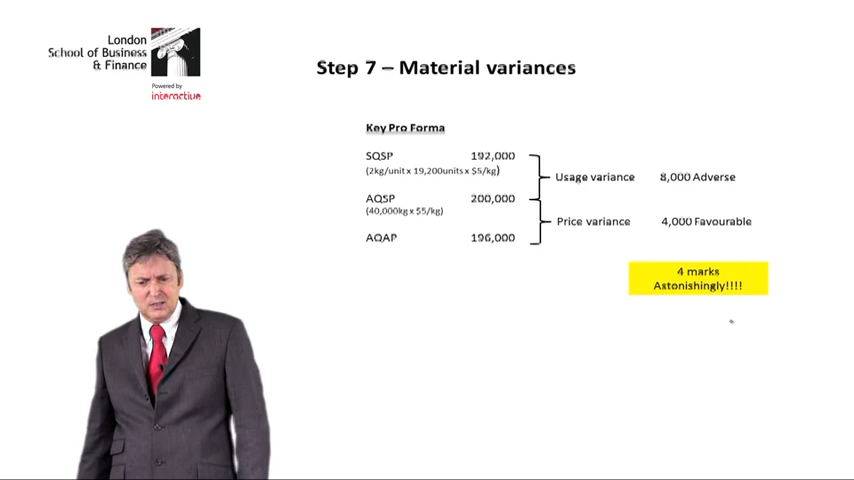 London
School of Business
& Finance
Powered by
interactive
Step 7 – Material variances
Key Pro Forma
SQSP 192,000
(2kg/unit x 19,200units x $5/kg)
Usage variance 8,000 Adverse
AQSP 200,000
(40,000kg x $5/kg)
Price variance 4,000 Favourable
AQAP 196,000
4 marks
Astonishingly!!!!